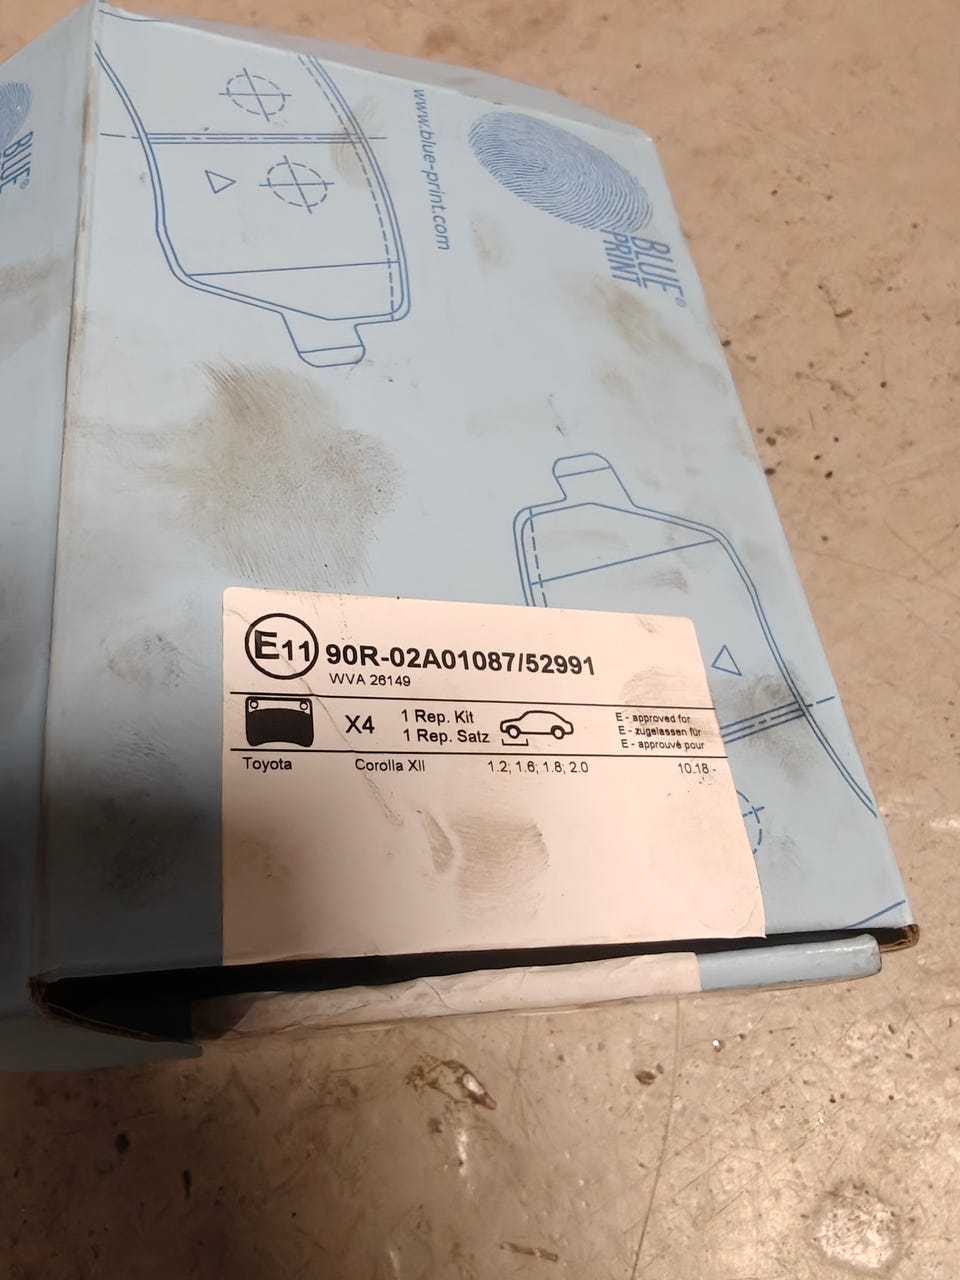 www.blue-print.com
BLUE®
PRINT
BLUE®
E11 90R-02A01087/52991
WVA 26149
X4 1 Rep. Kit
1 Rep. Satz
E - approved for
E - zugelassen für
E - approuvé pour
Toyota Corolla XII 1.2; 1.6; 1.8; 2.0 10.18 -